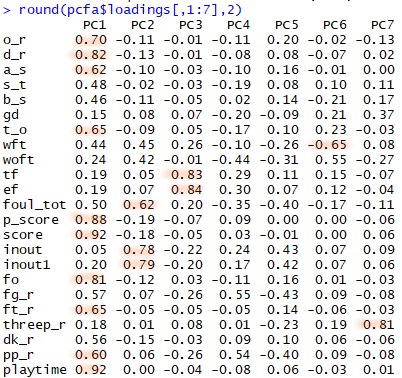 > round(pcfa$loadings[,1:7],2)
PC1 PC2 PC3 PC4 PC5 PC6 PC7
o_r 0.70 -0.11 -0.01 -0.11 0.20 -0.02 -0.13
d_r 0.82 -0.13 -0.01 -0.08 0.08 -0.07 0.02
a_s 0.62 -0.10 -0.03 -0.10 0.16 -0.01 0.00
s_t 0.48 -0.02 -0.03 -0.19 0.08 0.10 0.11
b_s 0.46 -0.11 -0.05 0.02 0.14 -0.21 0.17
gd 0.15 0.08 0.07 -0.20 -0.09 0.21 0.37
t_o 0.65 -0.09 0.05 -0.17 0.10 0.23 -0.03
wft 0.44 0.45 0.26 -0.10 -0.26 -0.65 0.08
woft 0.24 0.42 -0.01 -0.44 -0.31 0.55 -0.27
tf 0.19 0.05 0.83 0.29 0.11 0.15 -0.07
ef 0.19 0.07 0.84 0.30 0.07 0.12 -0.04
foul_tot 0.50 0.62 0.20 -0.35 -0.40 -0.17 -0.11
p_score 0.88 -0.19 -0.07 0.09 0.00 0.00 -0.06
score 0.92 -0.18 -0.05 0.03 -0.01 0.00 -0.06
inout 0.05 0.78 -0.22 0.24 0.43 0.07 0.09
inout1 0.20 0.79 -0.20 0.17 0.42 0.07 0.06
fo 0.81 -0.12 0.03 -0.11 0.16 0.01 -0.03
fg_r 0.57 0.07 -0.26 0.55 -0.43 0.09 -0.08
ft_r 0.65 -0.05 -0.05 -0.05 0.14 -0.06 -0.03
threep_r 0.18 0.01 0.08 0.01 -0.23 0.19 0.81
dk_r 0.56 -0.15 -0.03 0.09 0.10 0.06 -0.06
pp_r 0.60 0.06 -0.26 0.54 -0.40 0.09 -0.08
playtime 0.92 0.00 -0.04 -0.08 0.06 -0.03 0.01